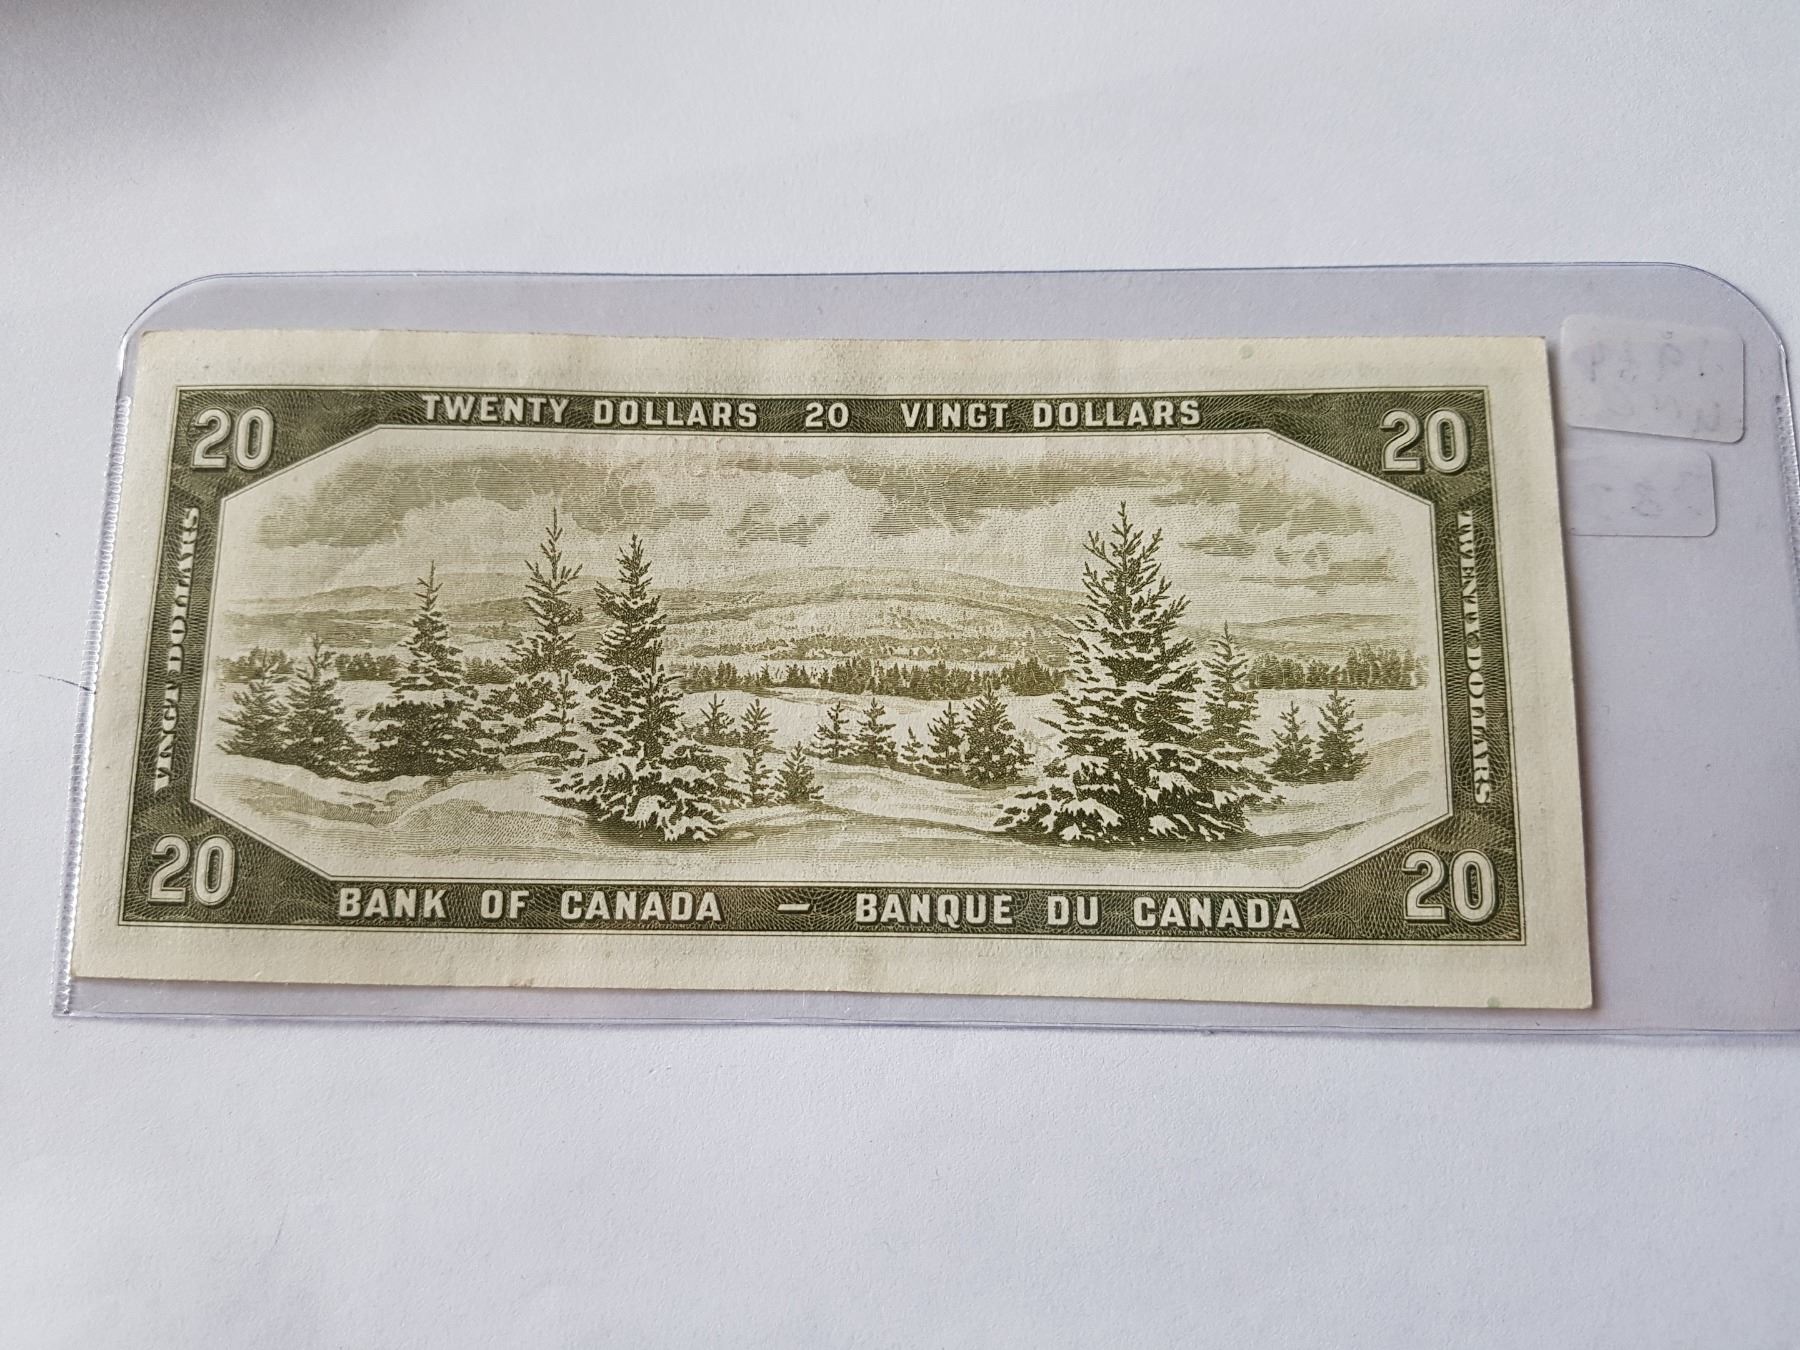 TWENTY DOLLARS 20 VINGT DOLLARS
20
20
VINGT DOLLARS
TWENTY DOLLARS
20
20
BANK OF CANADA – BANQUE DU CANADA